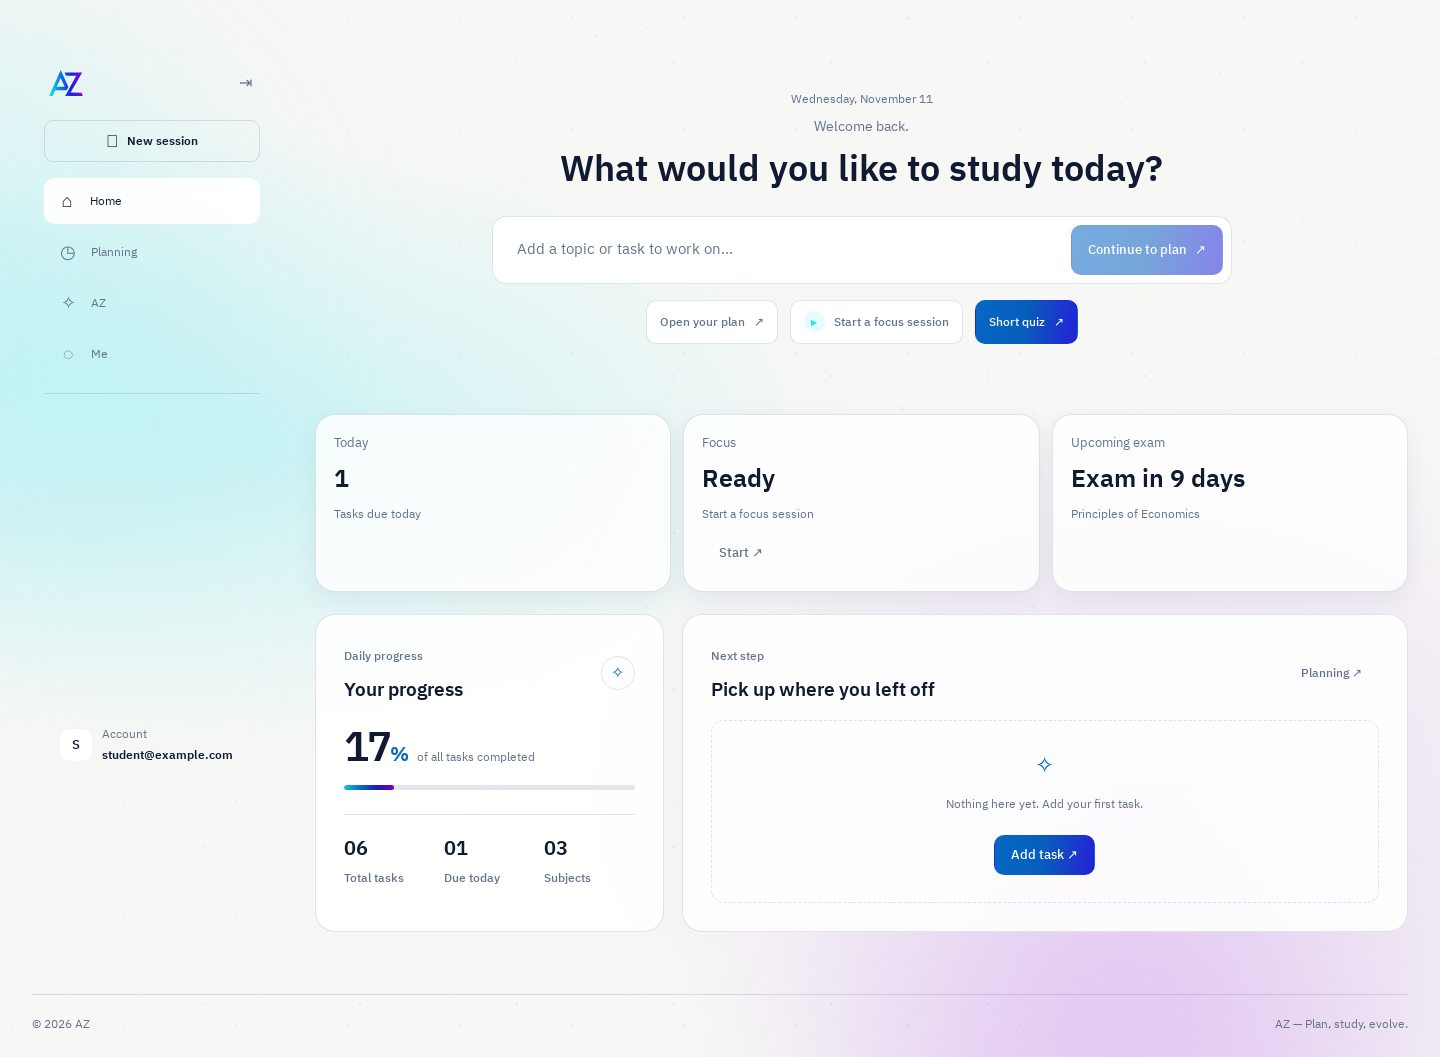 AZ
New session
Home
Planning
AZ
Me
Account
S
student@example.com
Wednesday, November 11
Welcome back.
What would you like to study today?
Add a topic or task to work on...
Continue to plan ↗
Open your plan ↗
Start a focus session
Short quiz ↗
Today
1
Tasks due today
Focus
Ready
Start a focus session
Start ↗
Upcoming exam
Exam in 9 days
Principles of Economics
Daily progress
Your progress
17% of all tasks completed
06
Total tasks
01
Due today
03
Subjects
Next step
Pick up where you left off
Planning ↗
Nothing here yet. Add your first task.
Add task ↗
© 2026 AZ
AZ — Plan, study, evolve.